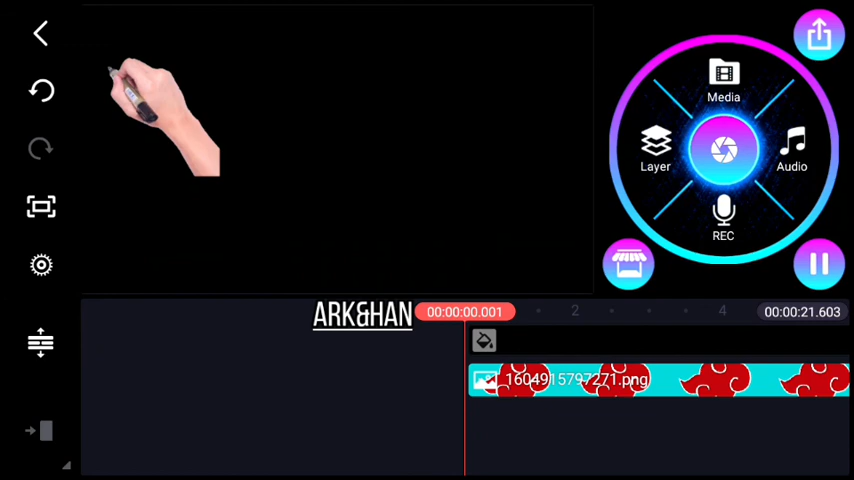 Media
Layer
Audio
REC
ARK&HAN
00:00:00.001
2
4
00:00:21.603
1604915797271.png